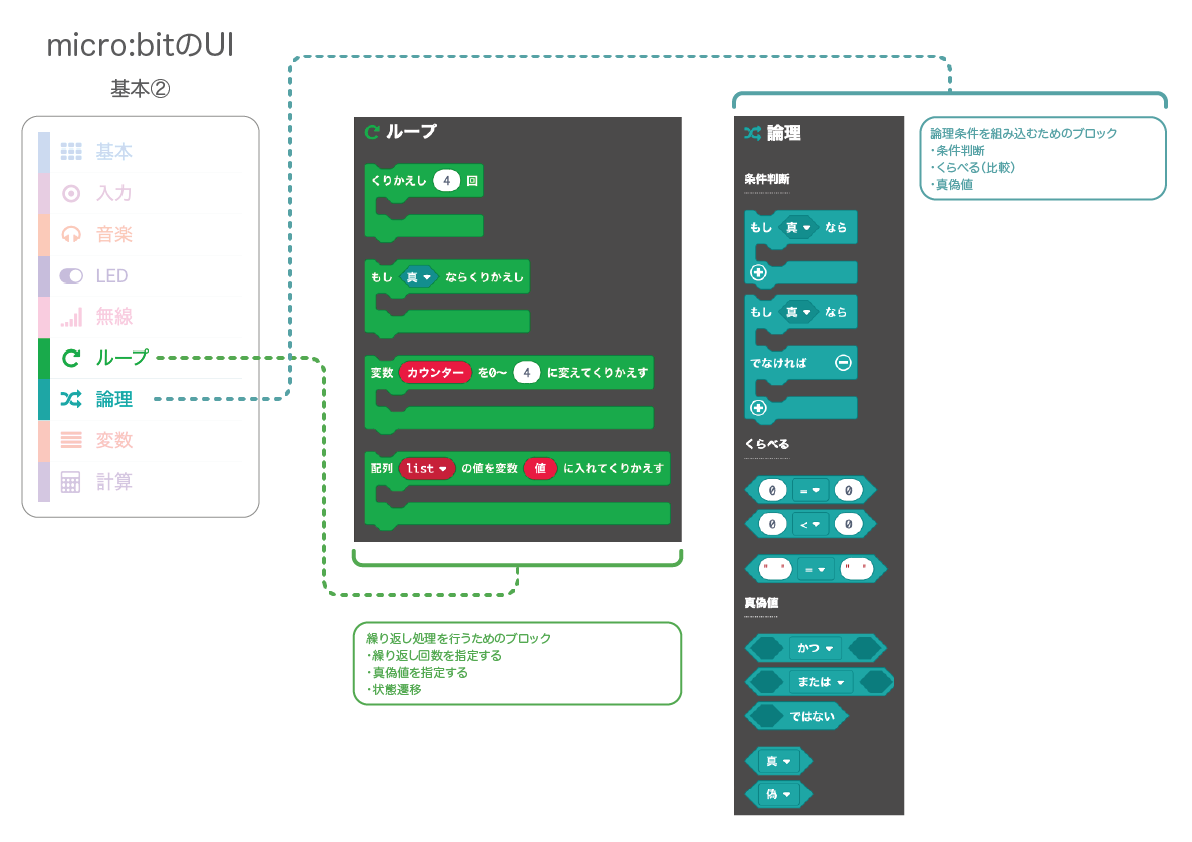 micro:bitのUI
基本②
基本
入力
音楽
LED
無線
ループ
論理
変数
計算
ループ
くりかえし 4 回
もし 真 ならくりかえし
変数 カウンター を0〜 4 に変えてくりかえす
配列 list の値を変数 値 に入れてくりかえす
繰り返し処理を行うためのブロック
・繰り返し回数を指定する
・真偽値を指定する
・状態遷移
論理
条件判断
もし 真 なら
もし 真 なら
でなければ
くらべる
0 = 0
0 < 0
" " = " "
真偽値
かつ
または
ではない
真
偽
論理条件を組み込むためのブロック
・条件判断
・くらべる(比較)
・真偽値